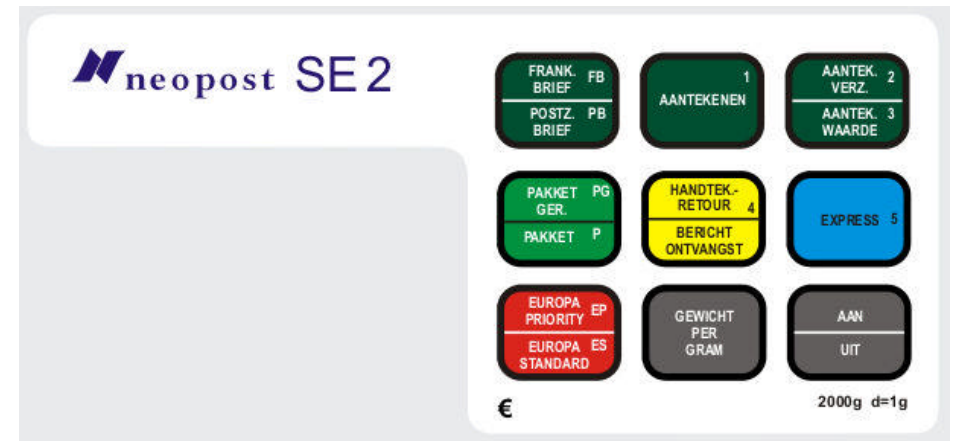 neopost SE2
FRANK. FB
BRIEF
POSTZ. PB
BRIEF
1
AANTEKENEN
AANTEK. 2
VERZ.
AANTEK. 3
WAARDE
PAKKET PG
GER.
PAKKET P
HANDTEK.-
RETOUR 4
BERICHT
ONTVANGST
EXPRESS 5
EUROPA
PRIORITY EP
EUROPA ES
STANDARD
GEWICHT
PER
GRAM
AAN
UIT
€
2000g d=1g